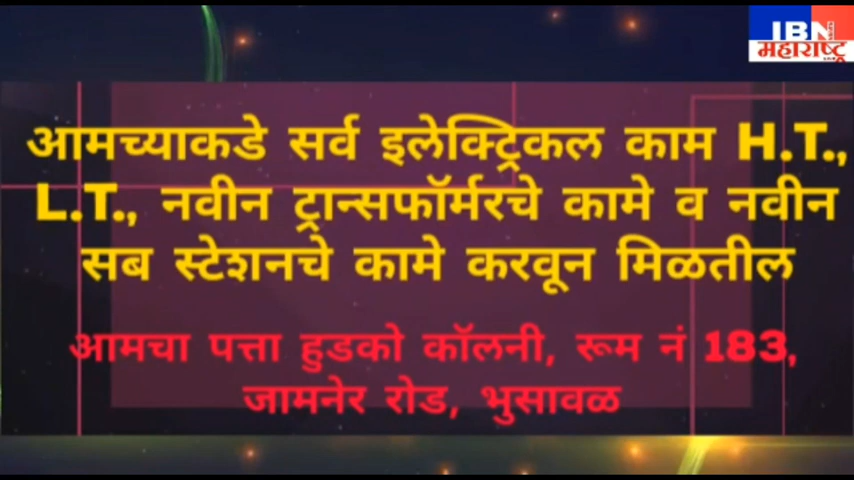 IBN
महाराष्ट्र
आमच्याकडे सर्व इलेक्ट्रिकल काम H.T.,
L.T., नवीन ट्रान्सफॉर्मरचे कामे व नवीन
सब स्टेशनचे कामे करवून मिळतील
आमचा पत्ता हुडको कॉलनी, रूम नं 183,
जामनेर रोड, भुसावळ